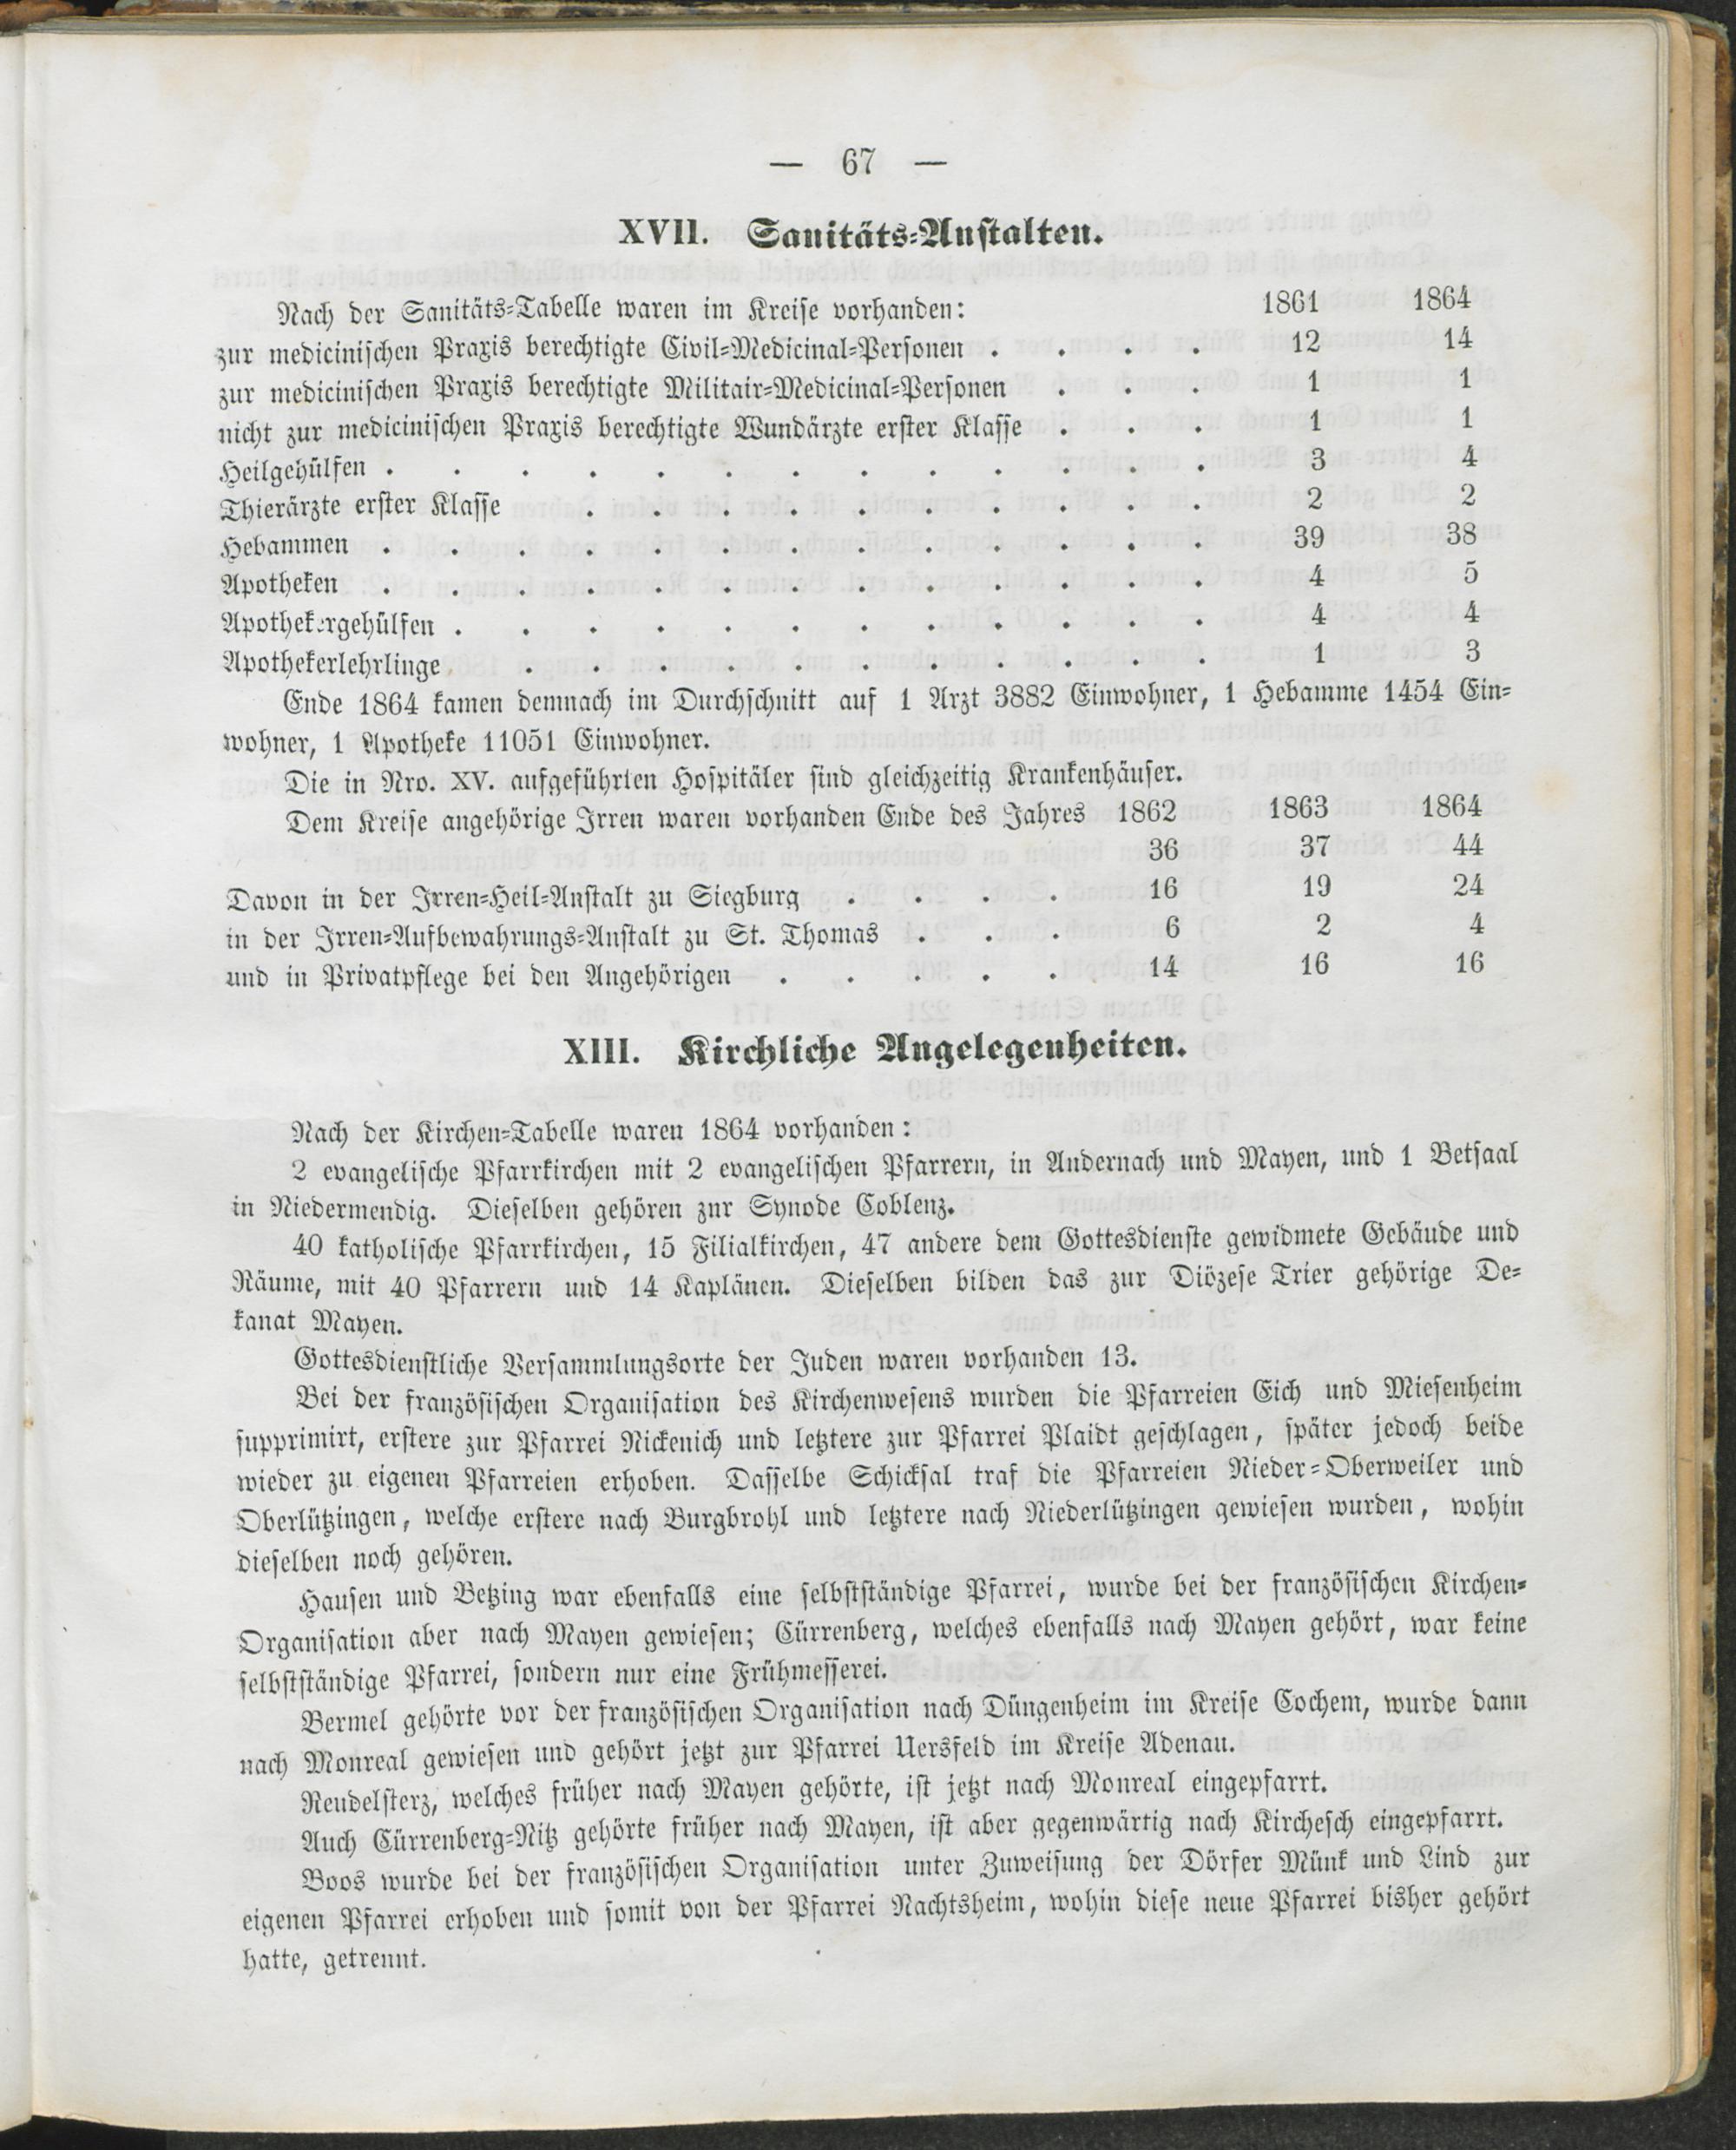 — 67 —
XVII. Sanitäts-Anstalten.
Nach der Sanitäts-Tabelle waren im Kreise vorhanden: 1861 1864
zur medicinischen Praxis berechtigte Civil-Medicinal-Personen . . . . 12 14
zur medicinischen Praxis berechtigte Militair-Medicinal-Personen . . . 1 1
nicht zur medicinischen Praxis berechtigte Wundärzte erster Klasse . . . 1 1
Heilgehülfen . . . . . . . . . . . . . 3 4
Thierärzte erster Klasse . . . . . . . . . . 2 2
Hebammen . . . . . . . . . . . . . 39 38
Apotheken . . . . . . . . . . . . . 4 5
Apothekergehülfen . . . . . . . . . . . . 4 4
Apothekerlehrlinge . . . . . . . . . . . 1 3
Ende 1864 kamen demnach im Durchschnitt auf 1 Arzt 3882 Einwohner, 1 Hebamme 1454 Ein-
wohner, 1 Apotheke 11051 Einwohner.
Die in Nro. XV. aufgeführten Hospitäler sind gleichzeitig Krankenhäuser.
Dem Kreise angehörige Irren waren vorhanden Ende des Jahres 1862 1863 1864
36 37 44
Davon in der Irren-Heil-Anstalt zu Siegburg . . . . 16 19 24
in der Irren-Aufbewahrungs-Anstalt zu St. Thomas . . . 6 2 4
und in Privatpflege bei den Angehörigen . . . . . 14 16 16
XIII. Kirchliche Angelegenheiten.
Nach der Kirchen-Tabelle waren 1864 vorhanden:
2 evangelische Pfarrkirchen mit 2 evangelischen Pfarrern, in Andernach und Mayen, und 1 Betsaal
in Niedermendig. Dieselben gehören zur Synode Coblenz.
40 katholische Pfarrkirchen, 15 Filialkirchen, 47 andere dem Gottesdienste gewidmete Gebäude und
Räume, mit 40 Pfarrern und 14 Kaplänen. Dieselben bilden das zur Diözese Trier gehörige De-
kanat Mayen.
Gottesdienstliche Versammlungsorte der Juden waren vorhanden 13.
Bei der französischen Organisation des Kirchenwesens wurden die Pfarreien Eich und Miesenheim
supprimirt, erstere zur Pfarrei Nickenich und letztere zur Pfarrei Plaidt geschlagen, später jedoch beide
wieder zu eigenen Pfarreien erhoben. Dasselbe Schicksal traf die Pfarreien Nieder-Oberweiler und
Oberlützingen, welche erstere nach Burgbrohl und letztere nach Niederlützingen gewiesen wurden, wohin
dieselben noch gehören.
Hausen und Betzing war ebenfalls eine selbstständige Pfarrei, wurde bei der französischen Kirchen-
Organisation aber nach Mayen gewiesen; Cürrenberg, welches ebenfalls nach Mayen gehört, war keine
selbstständige Pfarrei, sondern nur eine Frühmesserei.
Bermel gehörte vor der französischen Organisation nach Düngenheim im Kreise Cochem, wurde dann
nach Monreal gewiesen und gehört jetzt zur Pfarrei Uersfeld im Kreise Adenau.
Reudelsterz, welches früher nach Mayen gehörte, ist jetzt nach Monreal eingepfarrt.
Auch Cürrenberg-Nitz gehörte früher nach Mayen, ist aber gegenwärtig nach Kirchesch eingepfarrt.
Boos wurde bei der französischen Organisation unter Zuweisung der Dörfer Münk und Lind zur
eigenen Pfarrei erhoben und somit von der Pfarrei Nachtsheim, wohin diese neue Pfarrei bisher gehört
hatte, getrennt.